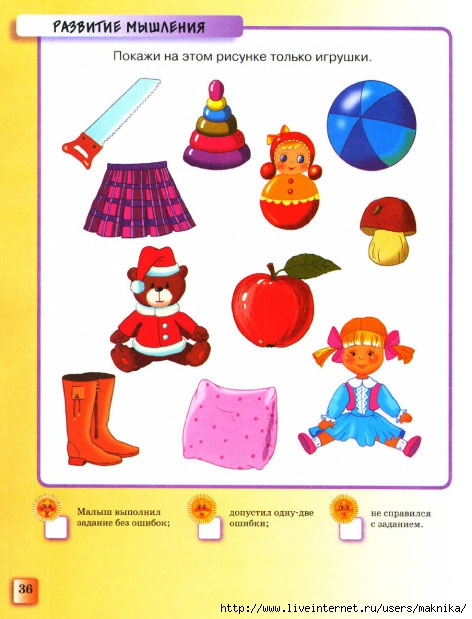 РАЗВИТИЕ МЫШЛЕНИЯ
Покажи на этом рисунке только игрушки.
Малыш выполнил
задание без ошибок;
допустил одну-две
ошибки;
не справился
с заданием.
36
http://www.liveinternet.ru/users/maknika/